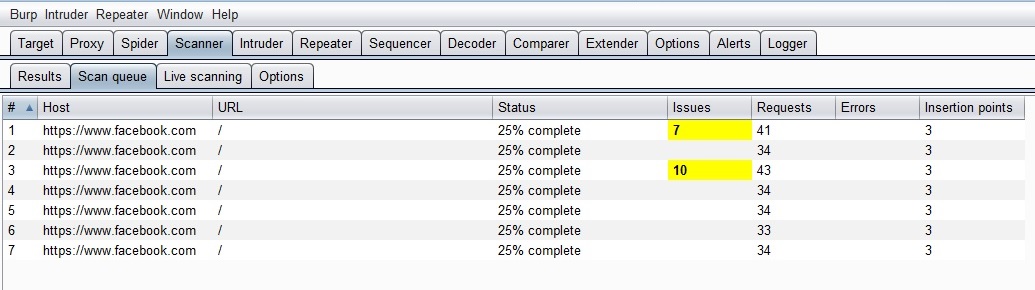 Burp Intruder Repeater Window Help
Target Proxy Spider Scanner Intruder Repeater Sequencer Decoder Comparer Extender Options Alerts Logger
Results Scan queue Live scanning Options
# Host URL Status Issues Requests Errors Insertion points
1 https://www.facebook.com / 25% complete 7 41 3
2 https://www.facebook.com / 25% complete 34 3
3 https://www.facebook.com / 25% complete 10 43 3
4 https://www.facebook.com / 25% complete 34 3
5 https://www.facebook.com / 25% complete 34 3
6 https://www.facebook.com / 25% complete 33 3
7 https://www.facebook.com / 25% complete 34 3